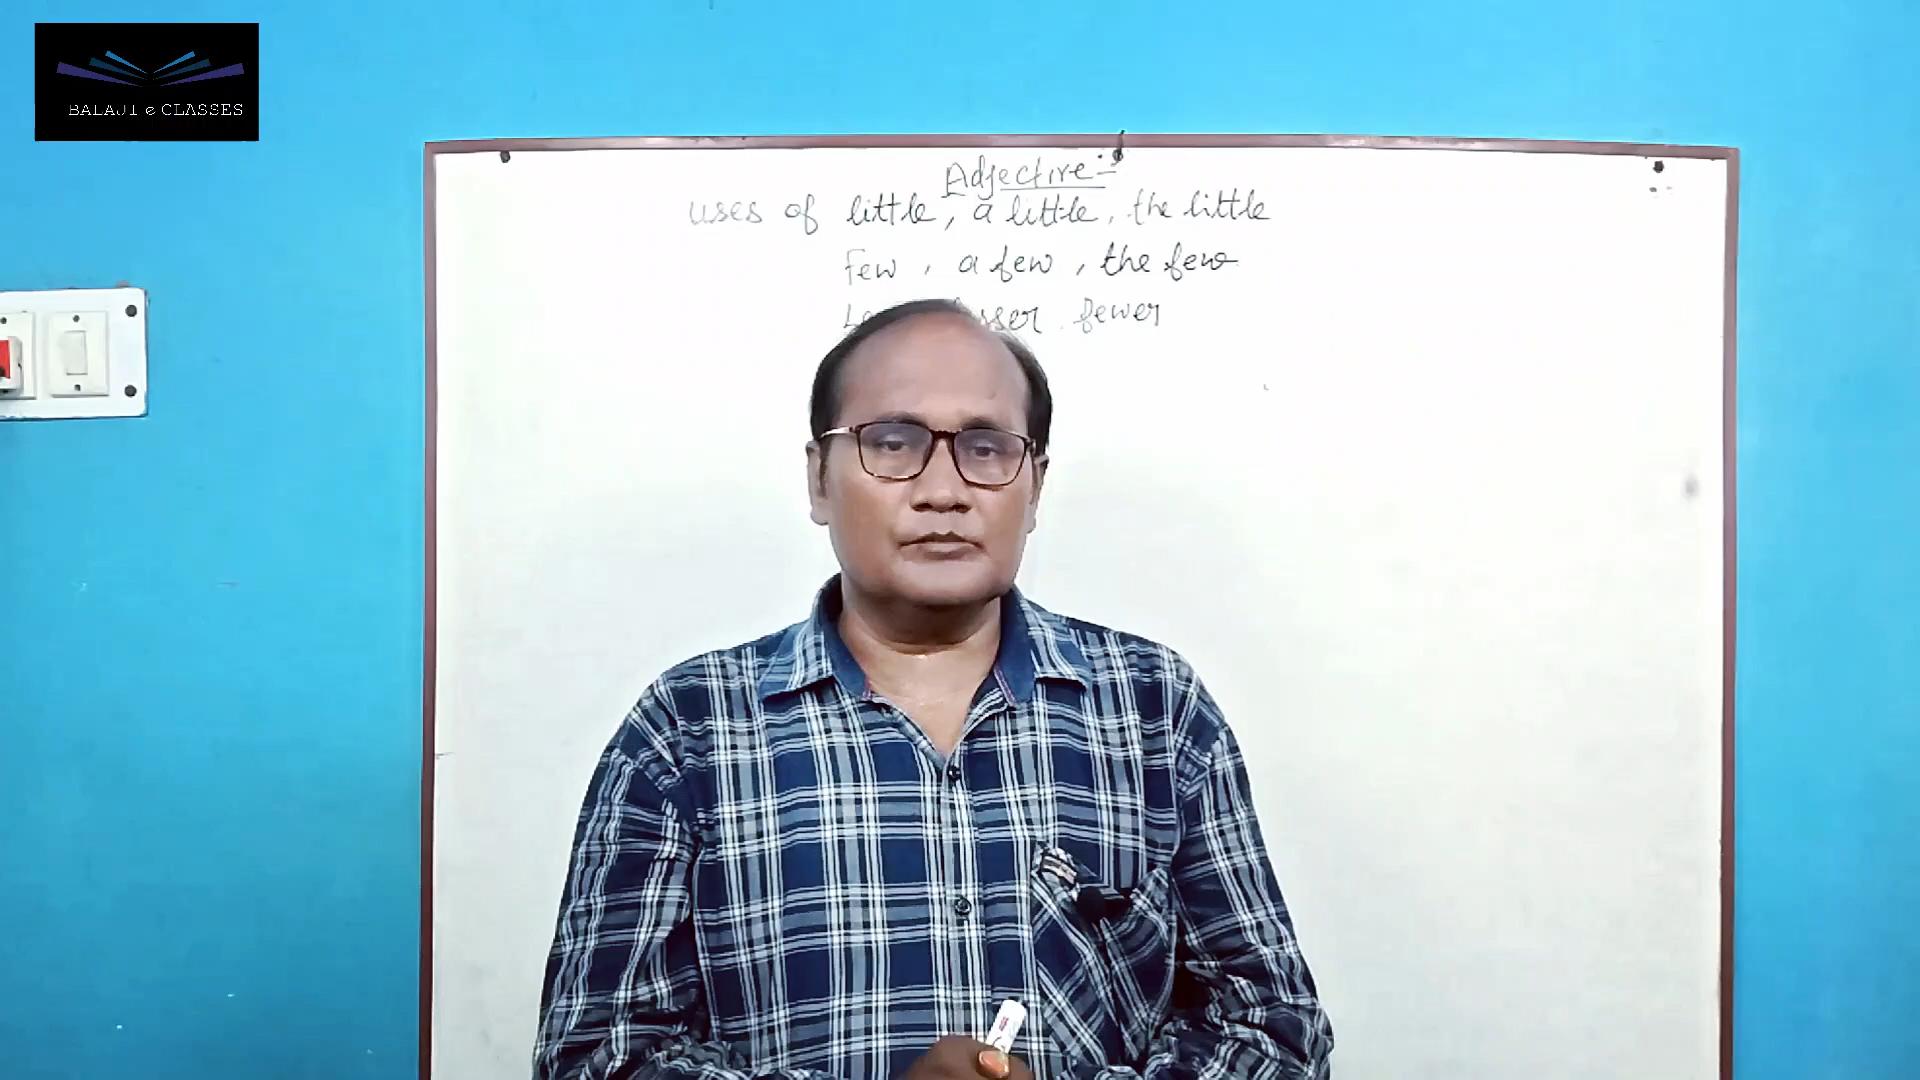 BALAJI e CLASSES
Adjective:-
uses of little, a little, the little
Few, a few, the few
fewer